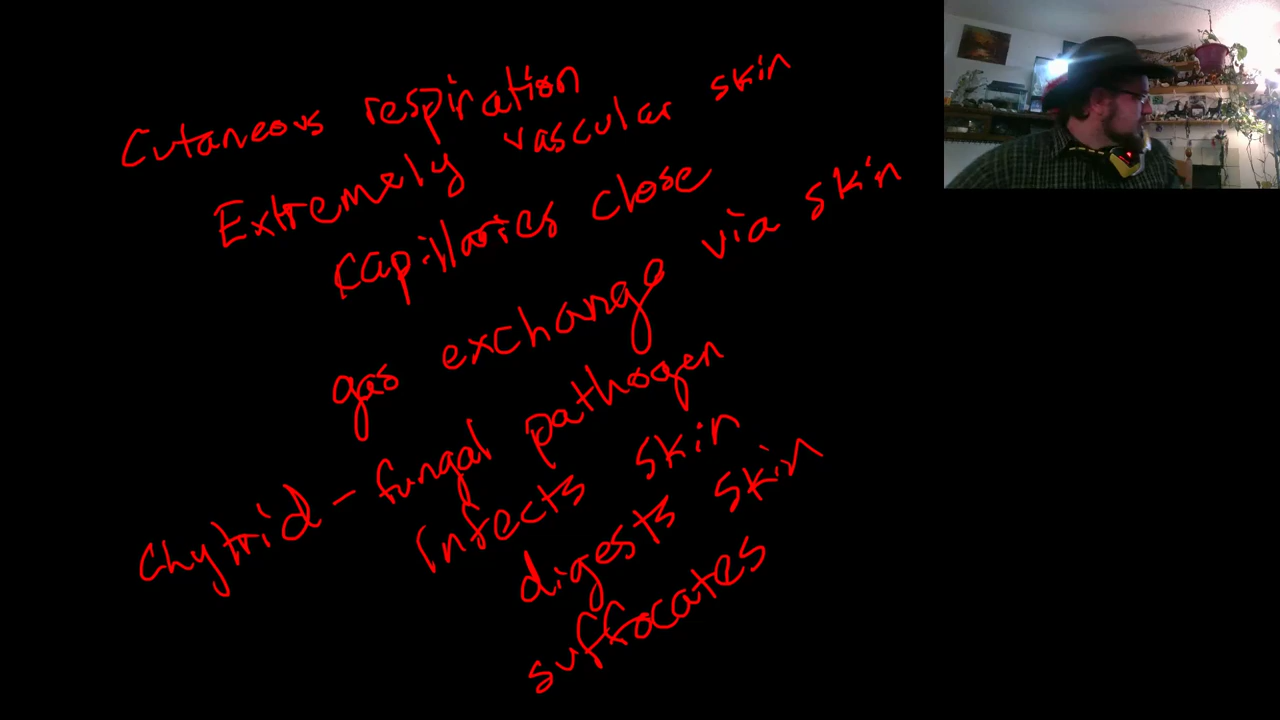 Cutaneous respiration
Extremely vascular skin
Capillaries close
gas exchange via skin
Chytrid - fungal pathogen
infects skin
digests skin
suffocates